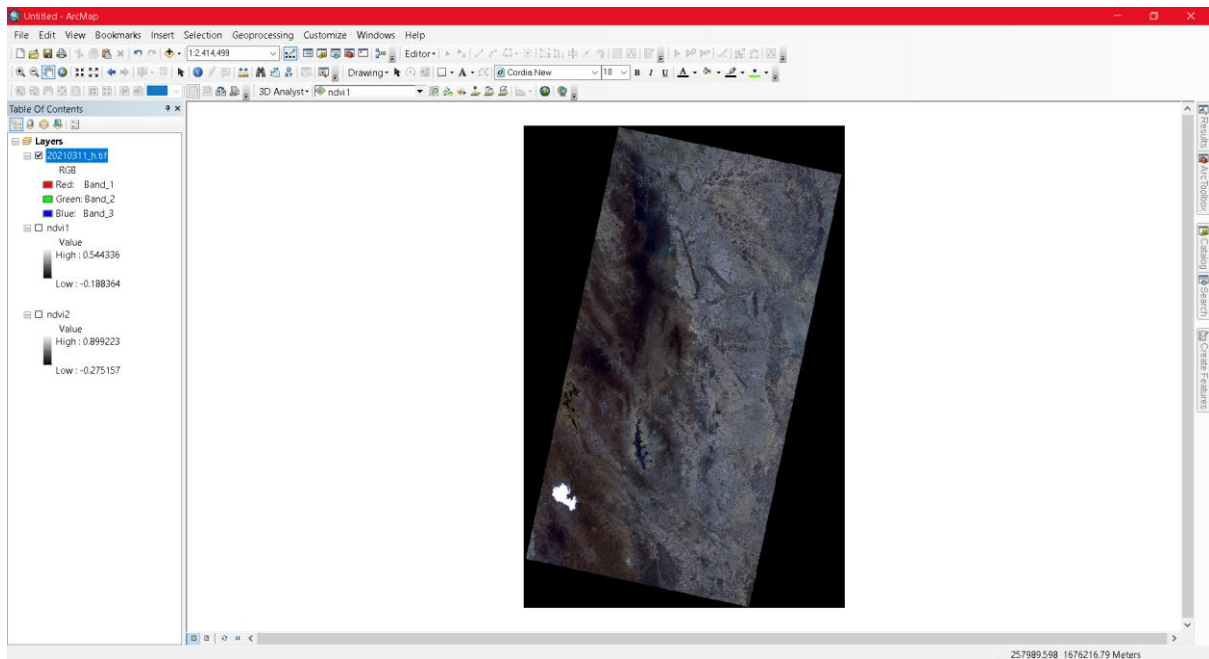 Untitled - ArcMap
File Edit View Bookmarks Insert Selection Geoprocessing Customize Windows Help
1:2,414,499 Editor
Drawing A Cordia New 10 B I U A
3D Analyst ndvi1
Table Of Contents
Layers
20210311_h.tif
RGB
Red: Band_1
Green: Band_2
Blue: Band_3
ndvi1
Value
High : 0.544336
Low : -0.188364
ndvi2
Value
High : 0.899223
Low : -0.275157
Results
ArcToolbox
Catalog
Search
Create Features
257989.598 1676216.79 Meters